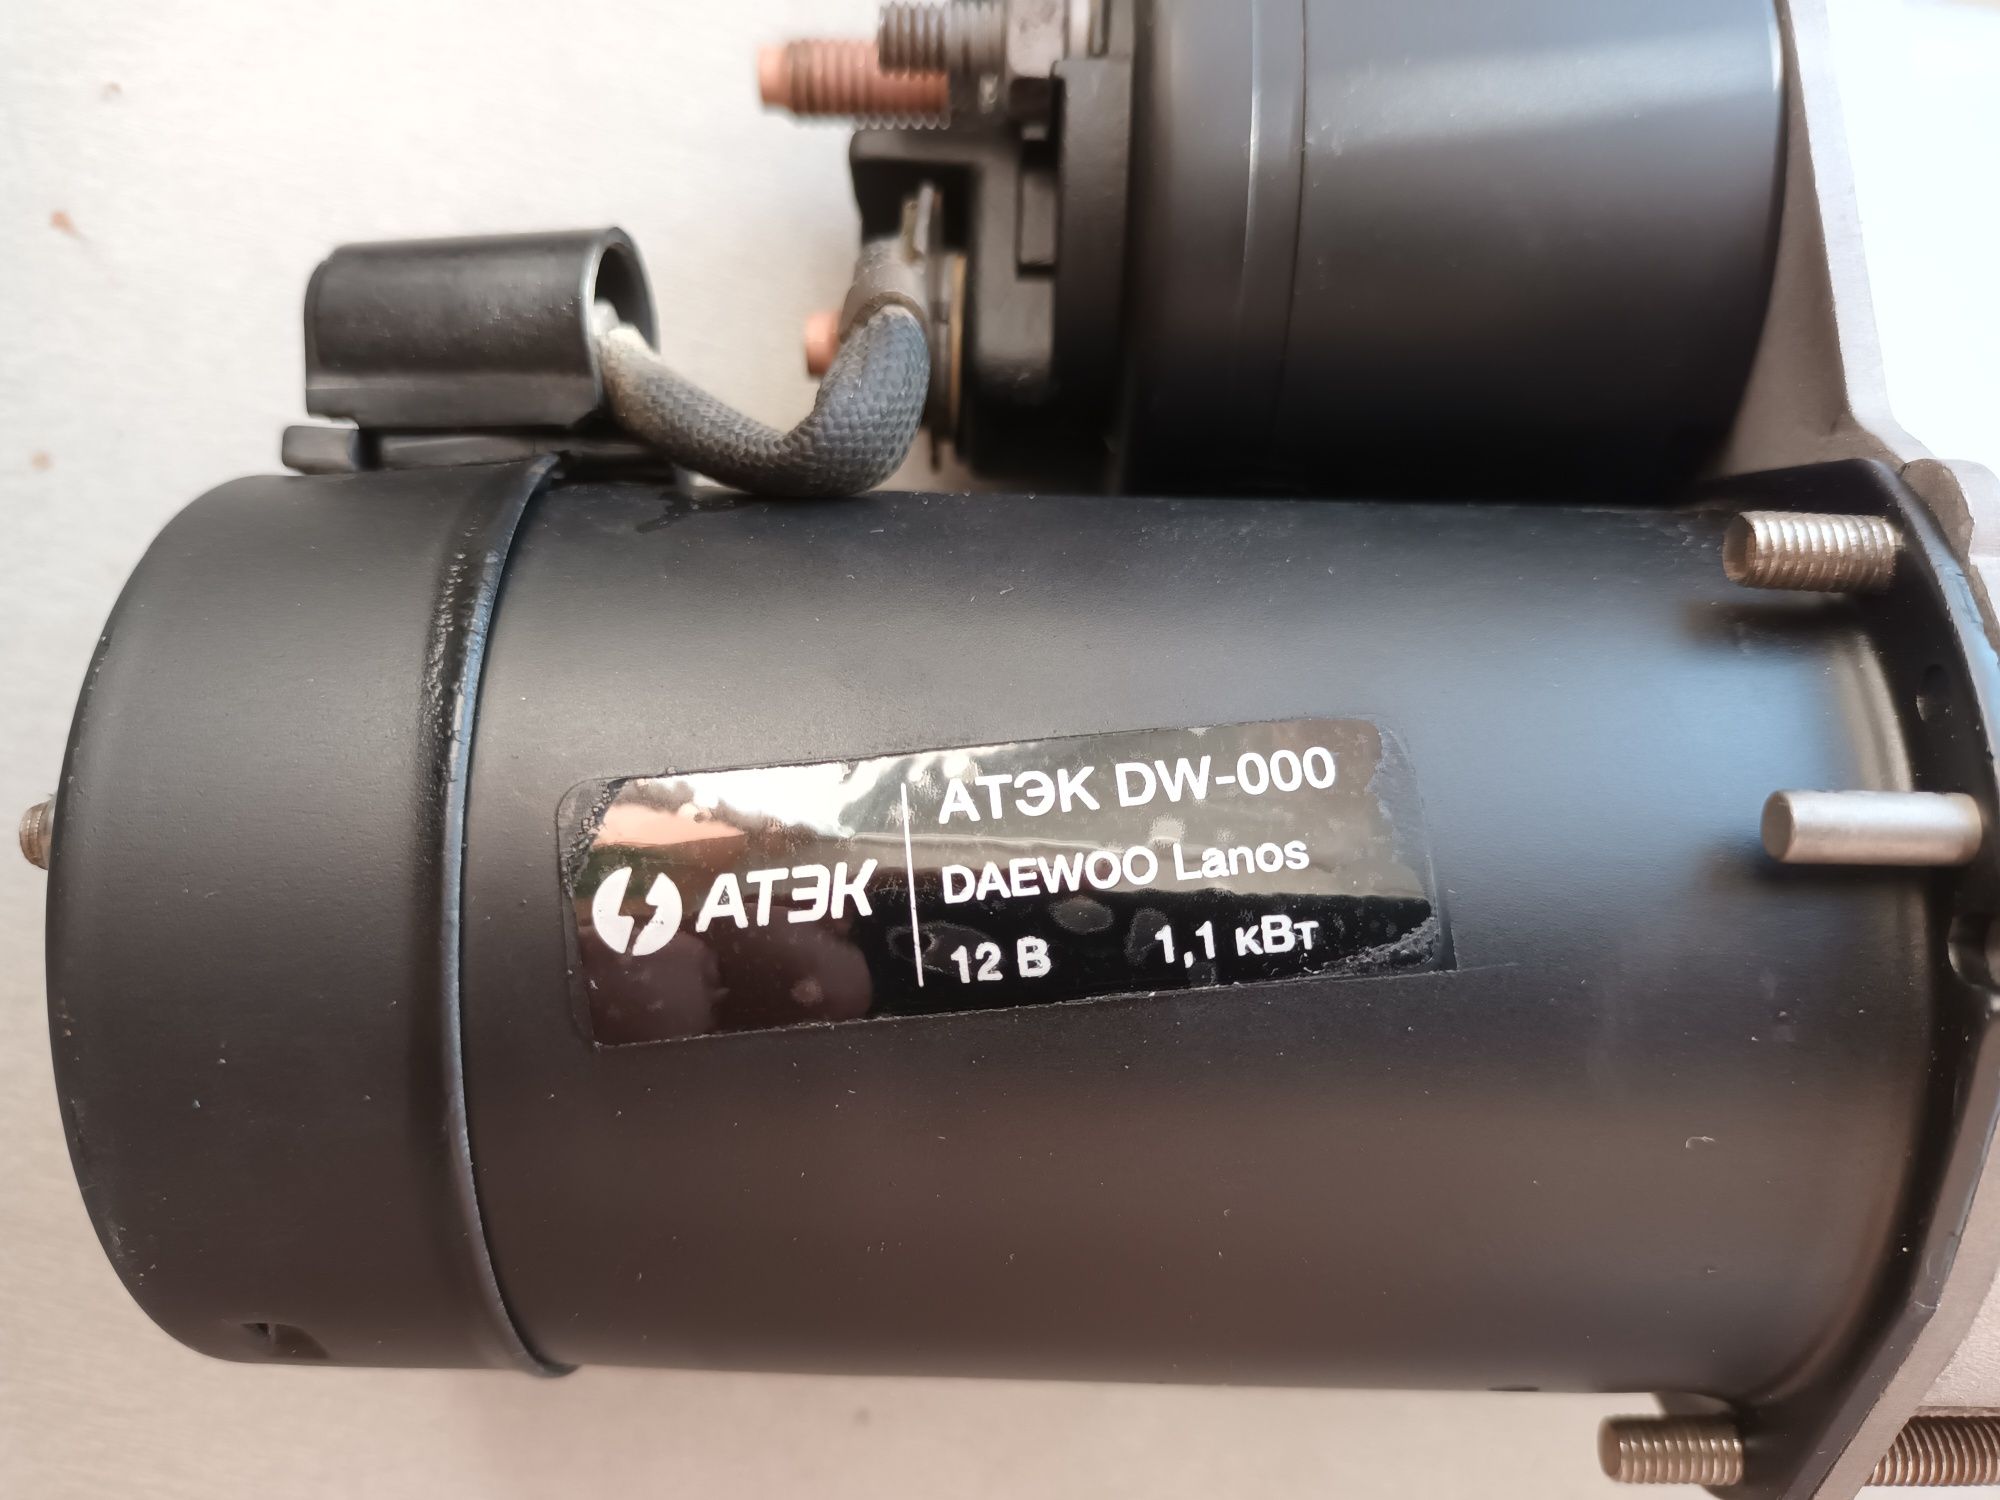 АТЭК
АТЭК DW-000
DAEWOO Lanos
12 В 1,1 кВт